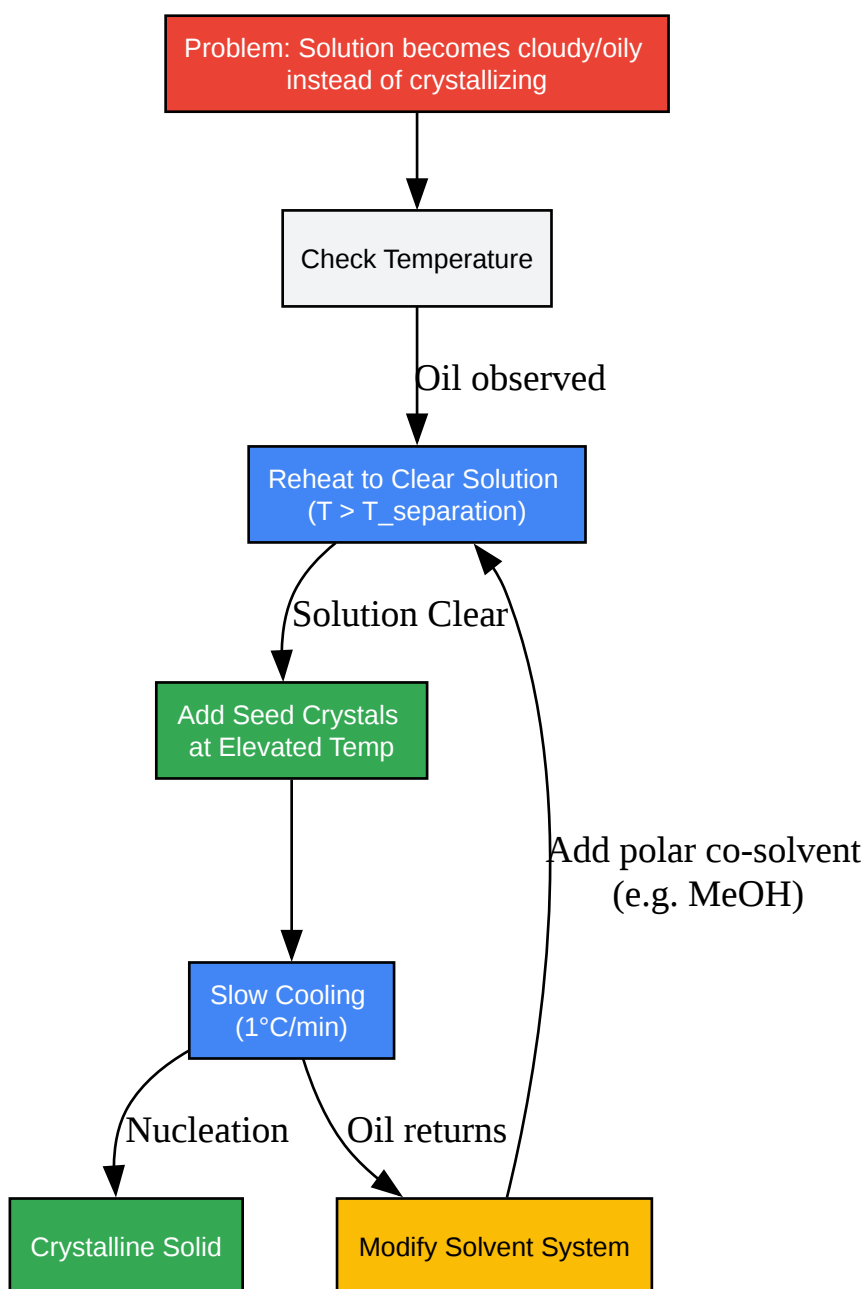 Problem: Solution becomes cloudy/oily
instead of crystallizing
Check Temperature
Oil observed
Reheat to Clear Solution
(T > T_separation)
Solution Clear
Add Seed Crystals
at Elevated Temp
Add polar co-solvent
(e.g. MeOH)
Slow Cooling
(1°C/min)
Nucleation
Oil returns
Crystalline Solid
Modify Solvent System